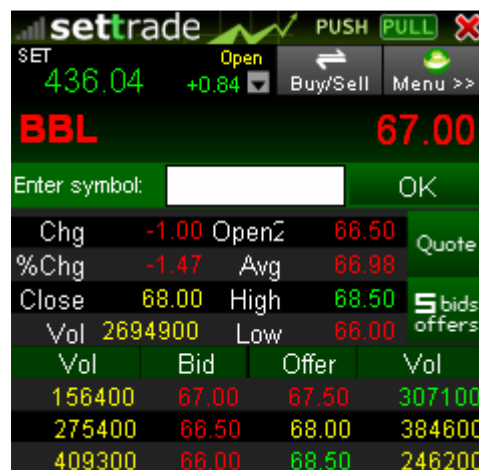 settrade PUSH PULL
SET Open
436.04 +0.84 Buy/Sell Menu >>
BBL 67.00
Enter symbol: OK
Chg -1.00 Open2 66.50 Quote
%Chg -1.47 Avg 66.98
Close 68.00 High 68.50 5 bids
Vol 2694900 Low 66.00 offers
Vol Bid Offer Vol
156400 67.00 67.50 307100
275400 66.50 68.00 384600
409300 66.00 68.50 246200